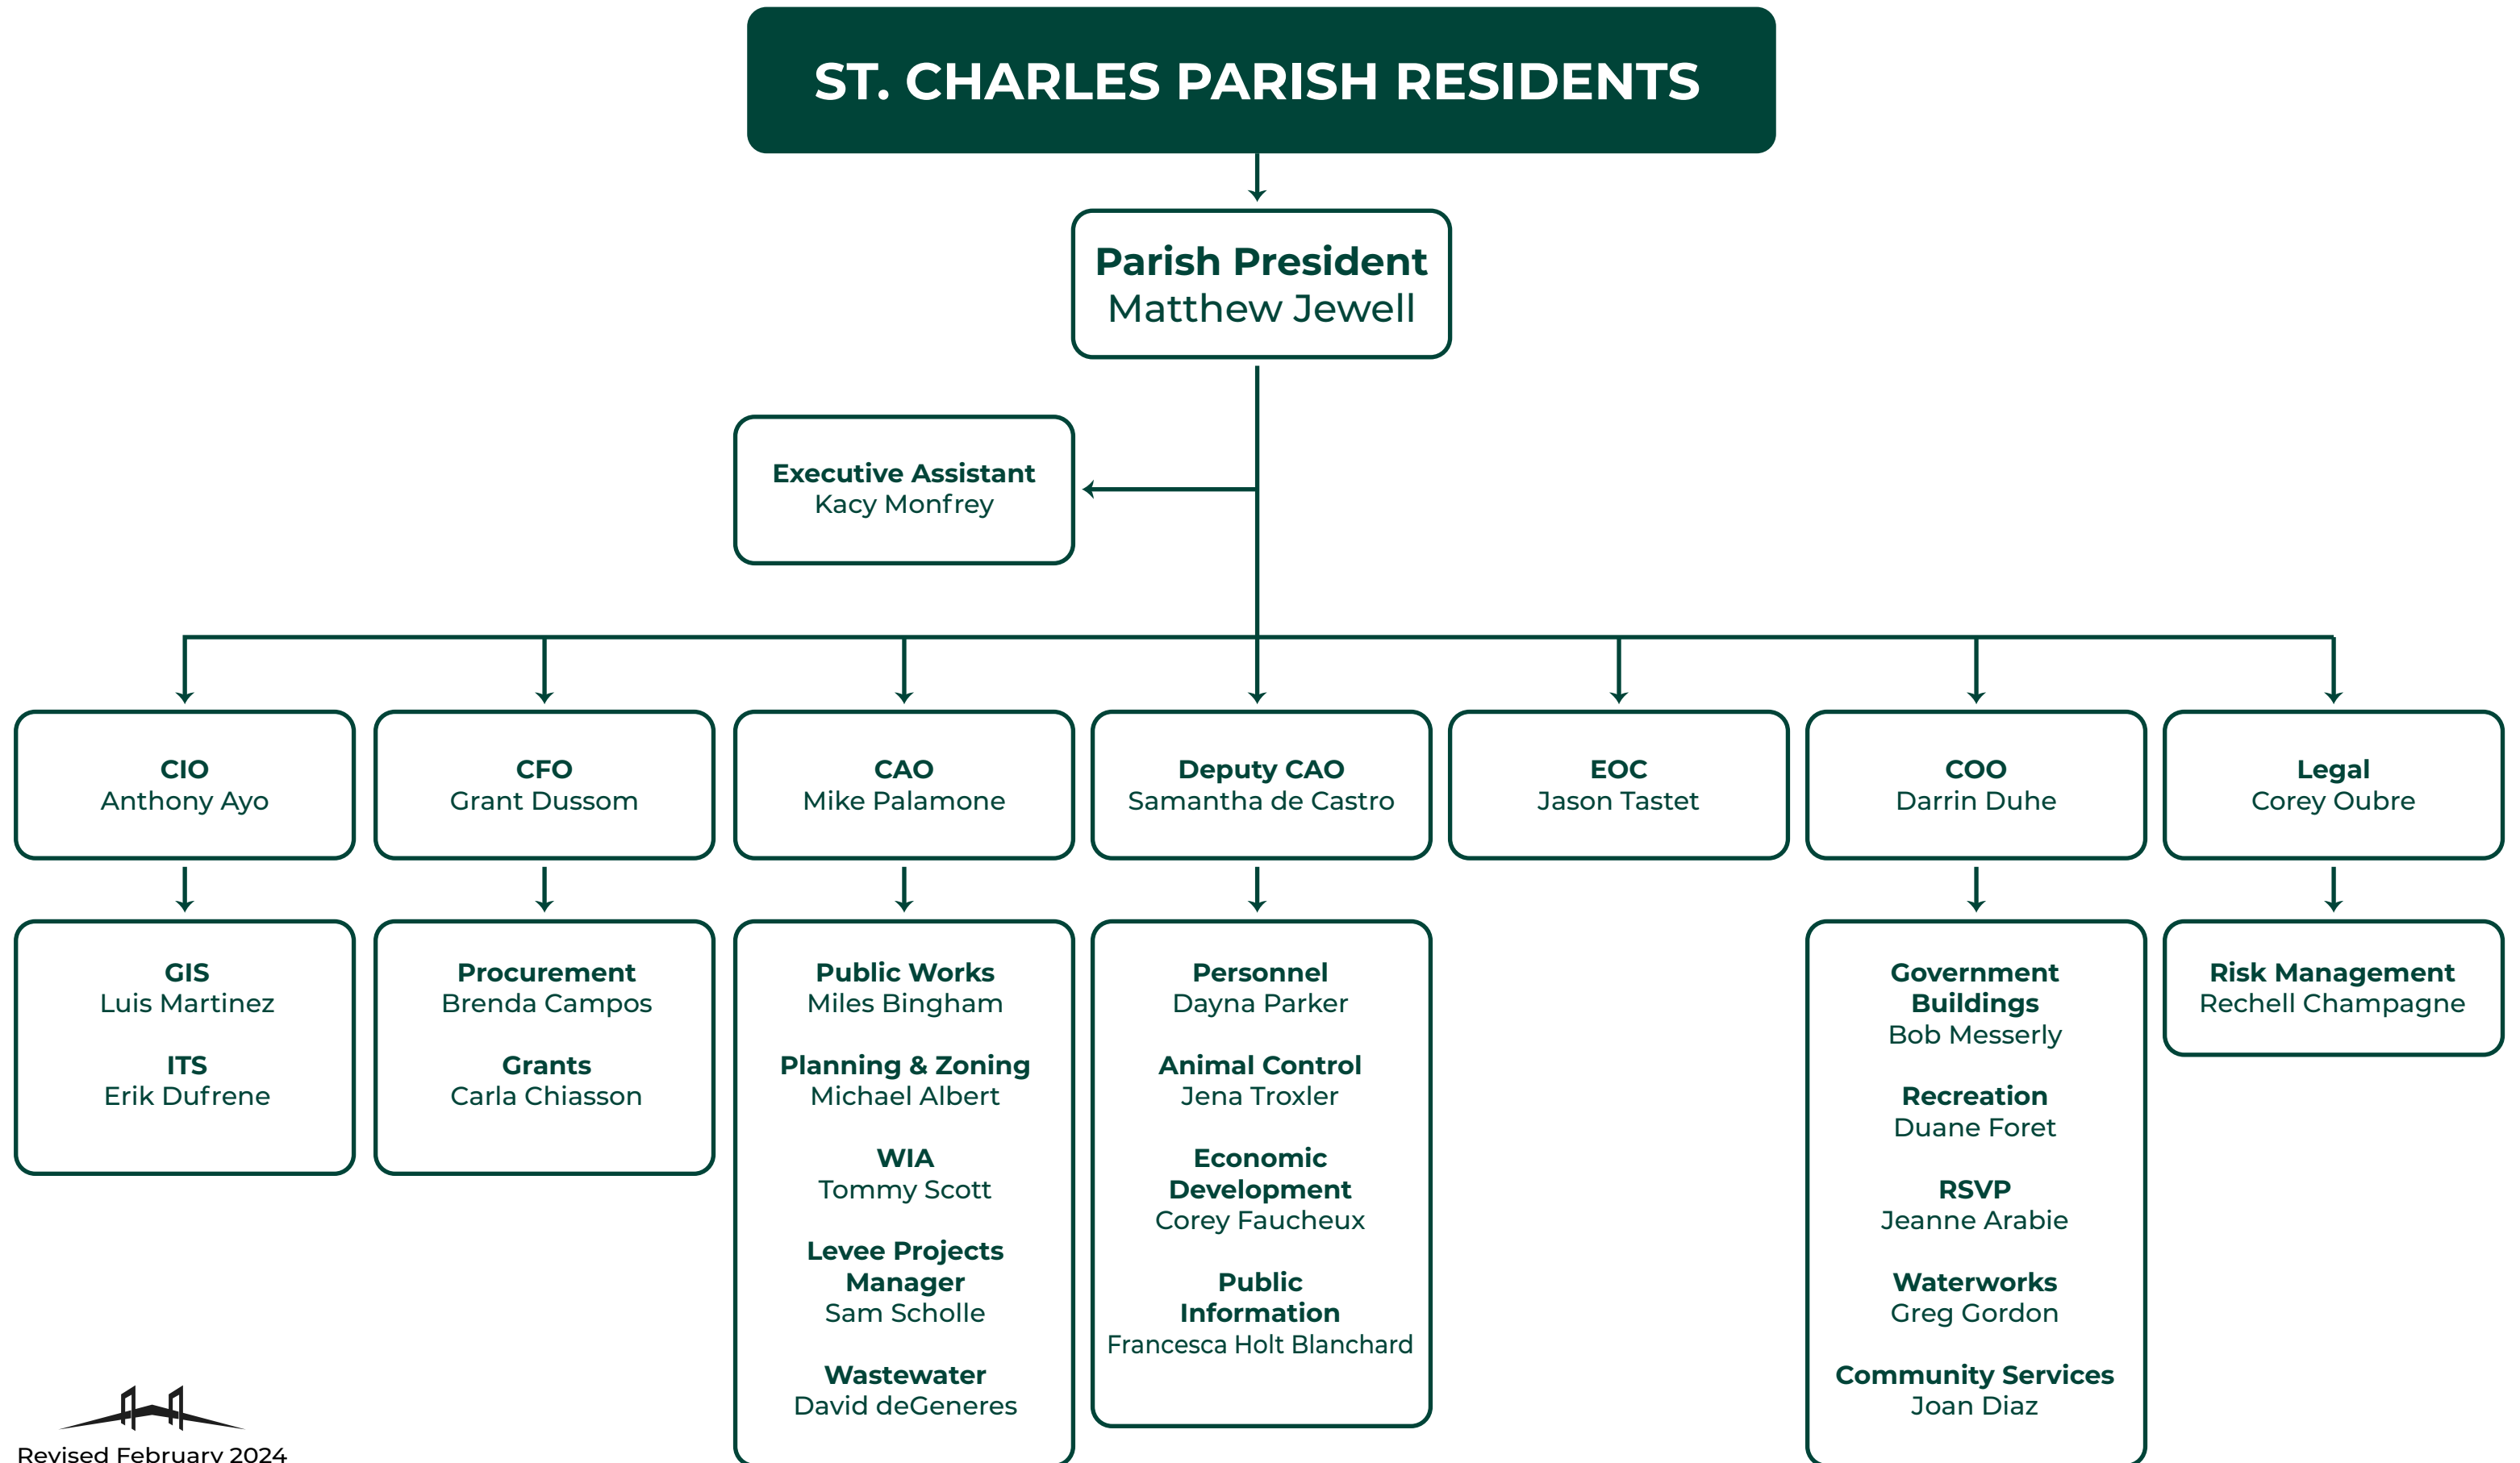 ST. CHARLES PARISH RESIDENTS
Parish President
Matthew Jewell
Executive Assistant
Kacy Monfrey
CIO
Anthony Ayo
CFO
Grant Dussom
CAO
Mike Palamone
Deputy CAO
Samantha de Castro
EOC
Jason Tastet
COO
Darrin Duhe
Legal
Corey Oubre
GIS
Luis Martinez
ITS
Erik Dufrene
Procurement
Brenda Campos
Grants
Carla Chiasson
Public Works
Miles Bingham
Planning & Zoning
Michael Albert
WIA
Tommy Scott
Levee Projects
Manager
Sam Scholle
Wastewater
David deGeneres
Personnel
Dayna Parker
Animal Control
Jena Troxler
Economic
Development
Corey Faucheux
Public
Information
Francesca Holt Blanchard
Government
Buildings
Bob Messerly
Recreation
Duane Foret
RSVP
Jeanne Arabie
Waterworks
Greg Gordon
Community Services
Joan Diaz
Risk Management
Rechell Champagne
Revised February 2024